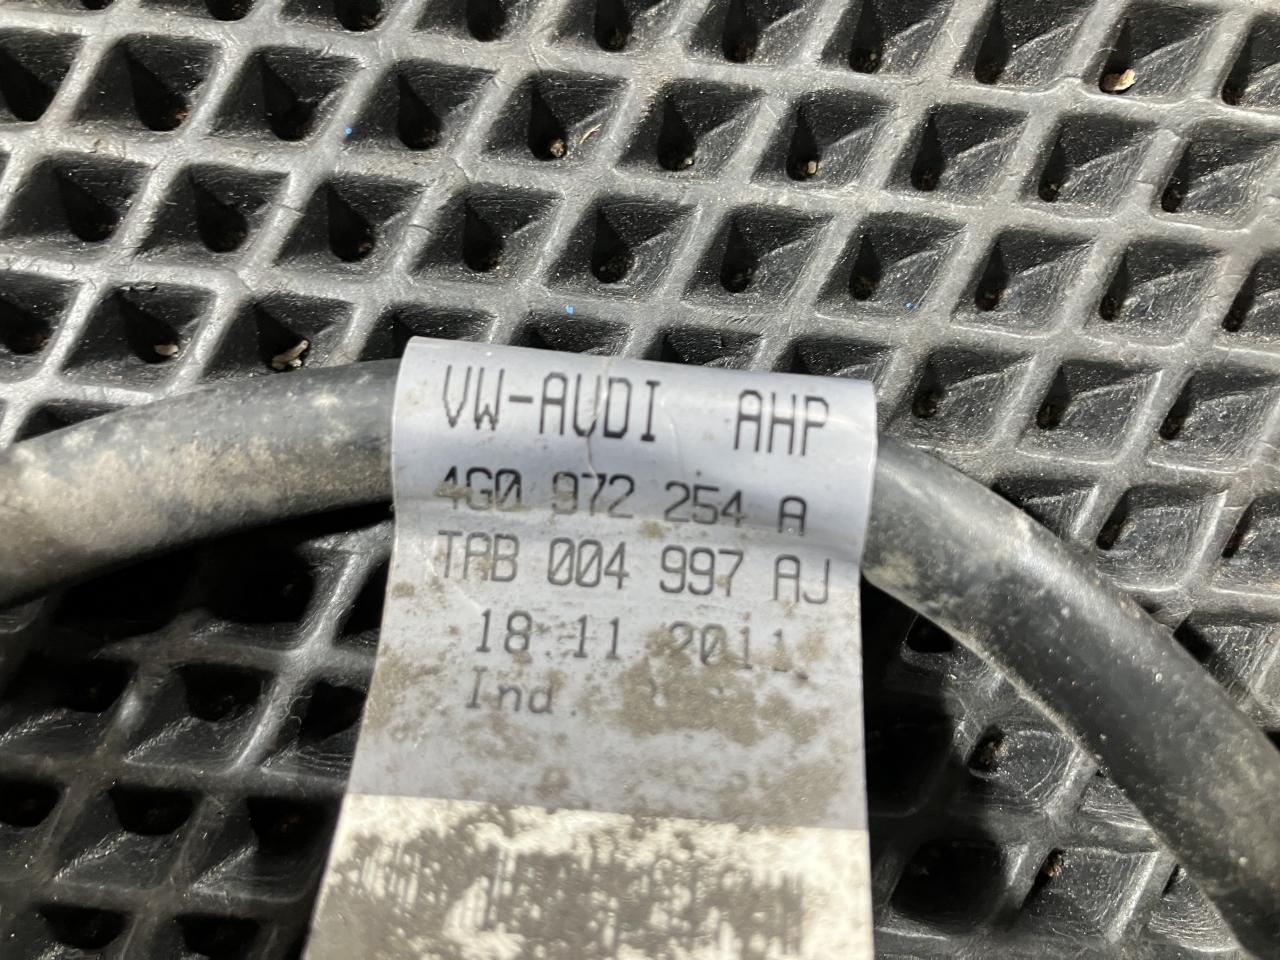 VW-AUDI AHP
4G0 972 254 A
TAB 004 997 AJ
18.11.2011
Ind.